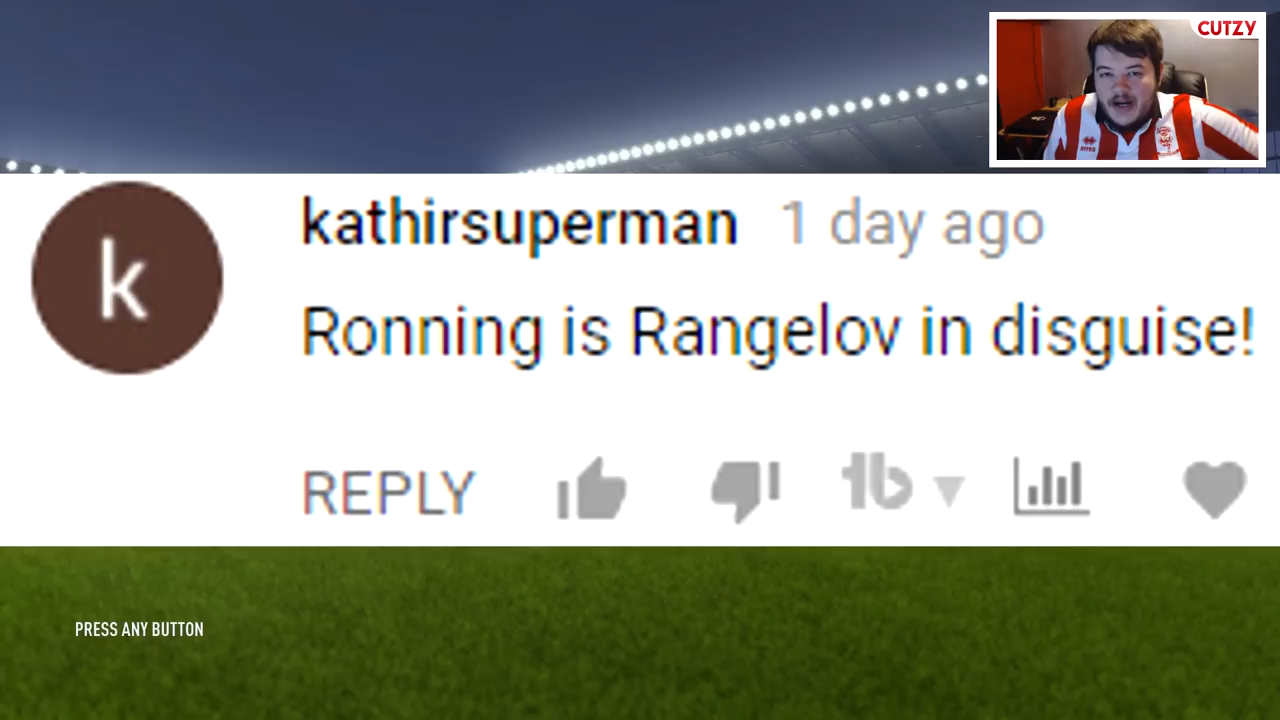 CUTZY
kathirsuperman 1 day ago
Ronning is Rangelov in disguise!
REPLY
PRESS ANY BUTTON